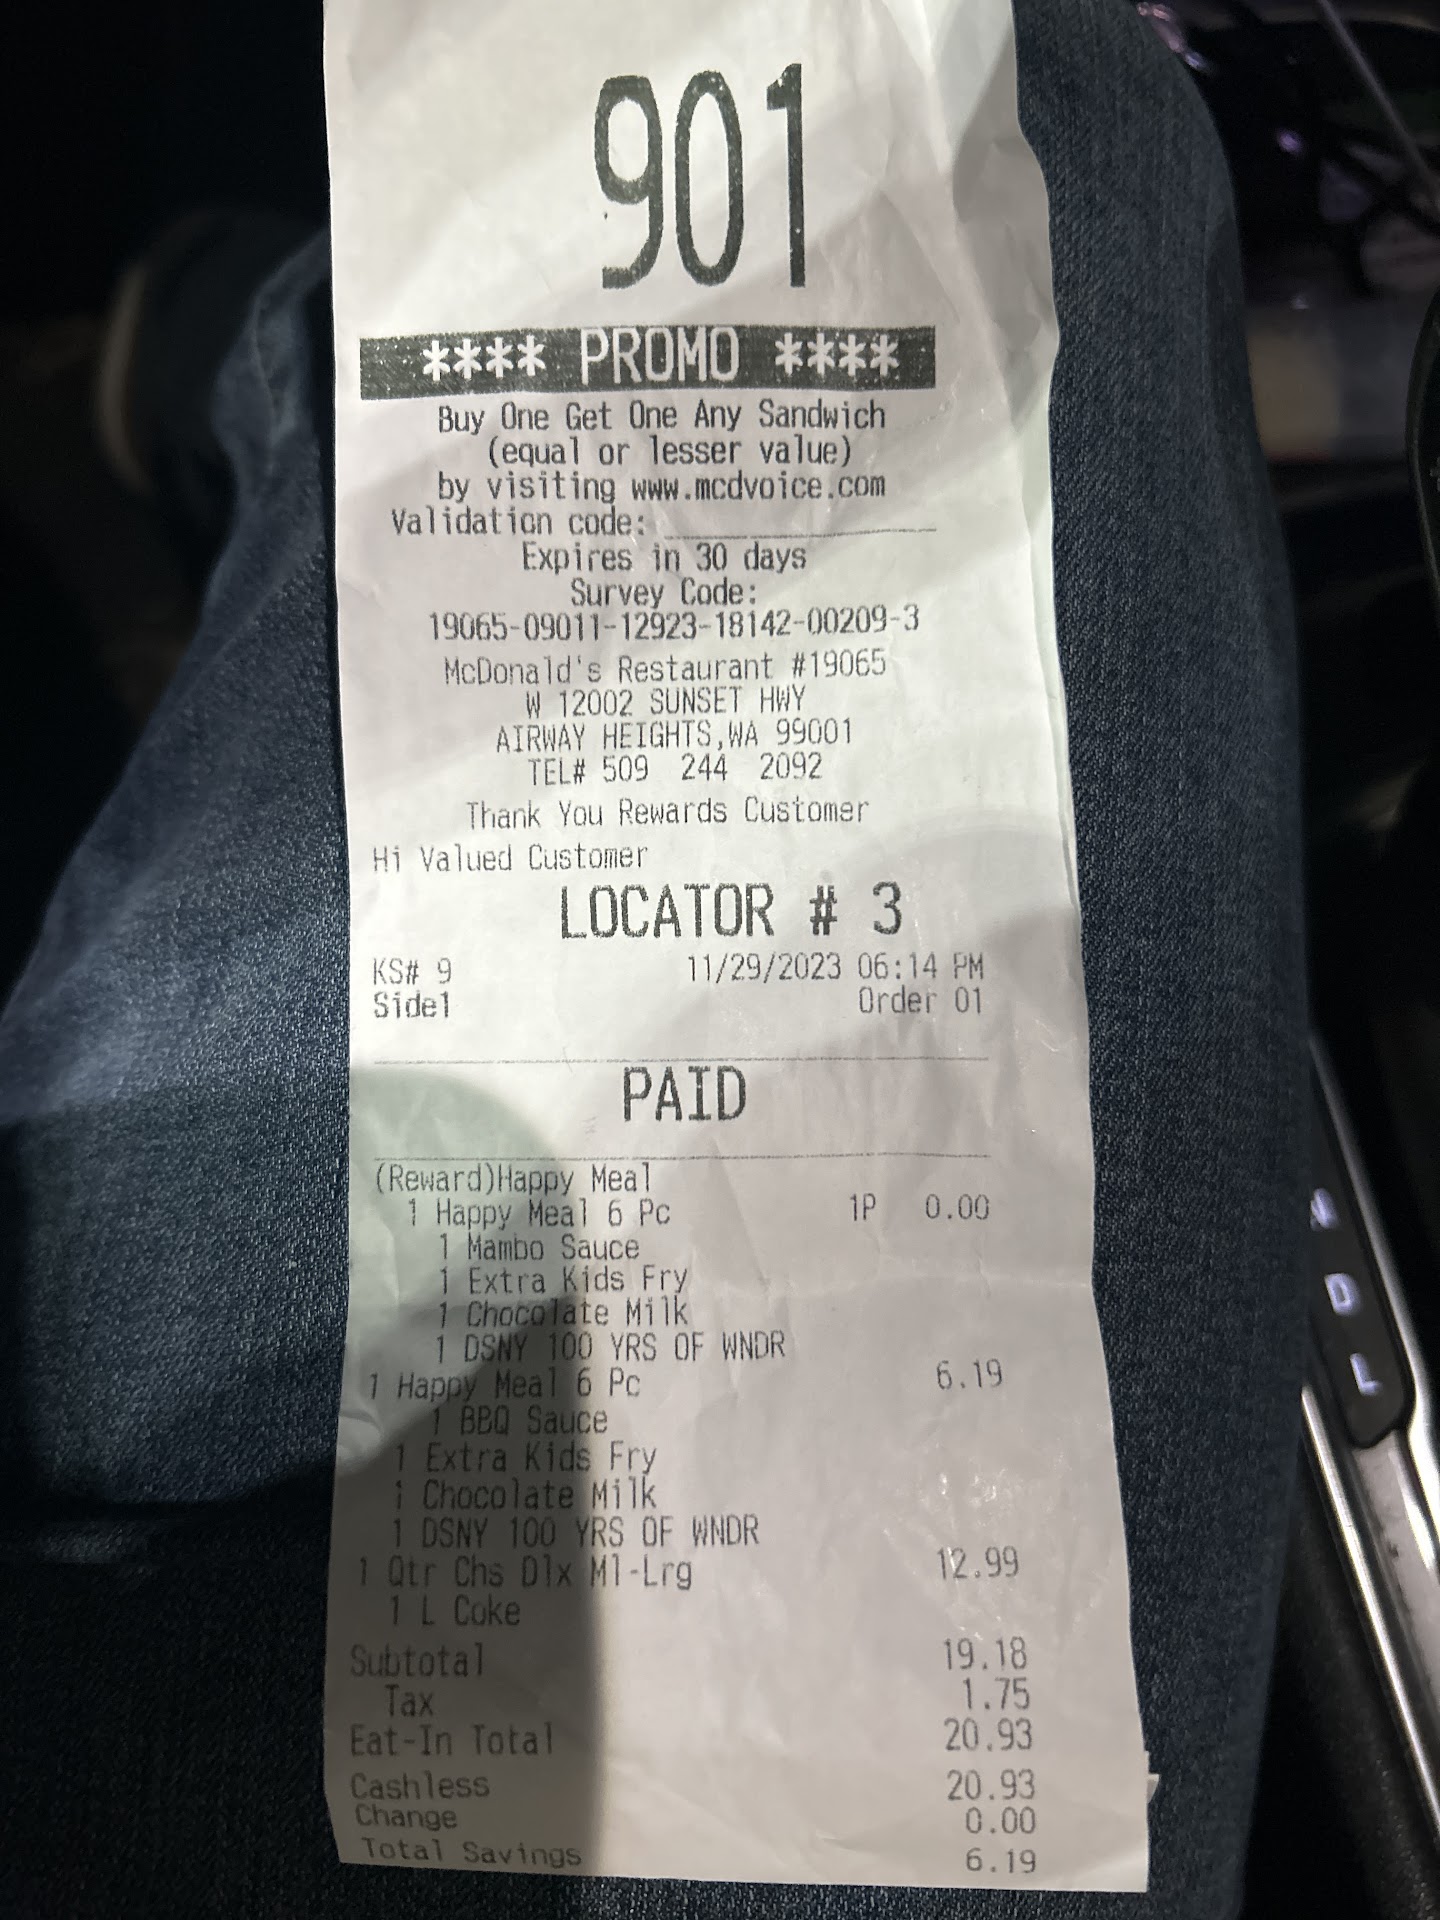 901
**** PROMO ****
Buy One Get One Any Sandwich
(equal or lesser value)
by visiting www.mcdvoice.com
Validation code: ____________
Expires in 30 days
Survey Code:
19065-09011-12923-18142-00209-3
McDonald's Restaurant #19065
W 12002 SUNSET HWY
AIRWAY HEIGHTS,WA 99001
TEL# 509 244 2092
Thank You Rewards Customer
Hi Valued Customer
LOCATOR # 3
KS# 9 11/29/2023 06:14 PM
Side1 Order 01
PAID
(Reward)Happy Meal
1 Happy Meal 6 Pc 1P 0.00
1 Mambo Sauce
1 Extra Kids Fry
1 Chocolate Milk
1 DSNY 100 YRS OF WNDR
1 Happy Meal 6 Pc 6.19
1 BBQ Sauce
1 Extra Kids Fry
1 Chocolate Milk
1 DSNY 100 YRS OF WNDR
1 Qtr Chs Dlx Ml-Lrg 12.99
1 L Coke
Subtotal 19.18
Tax 1.75
Eat-In Total 20.93
Cashless 20.93
Change 0.00
Total Savings 6.19